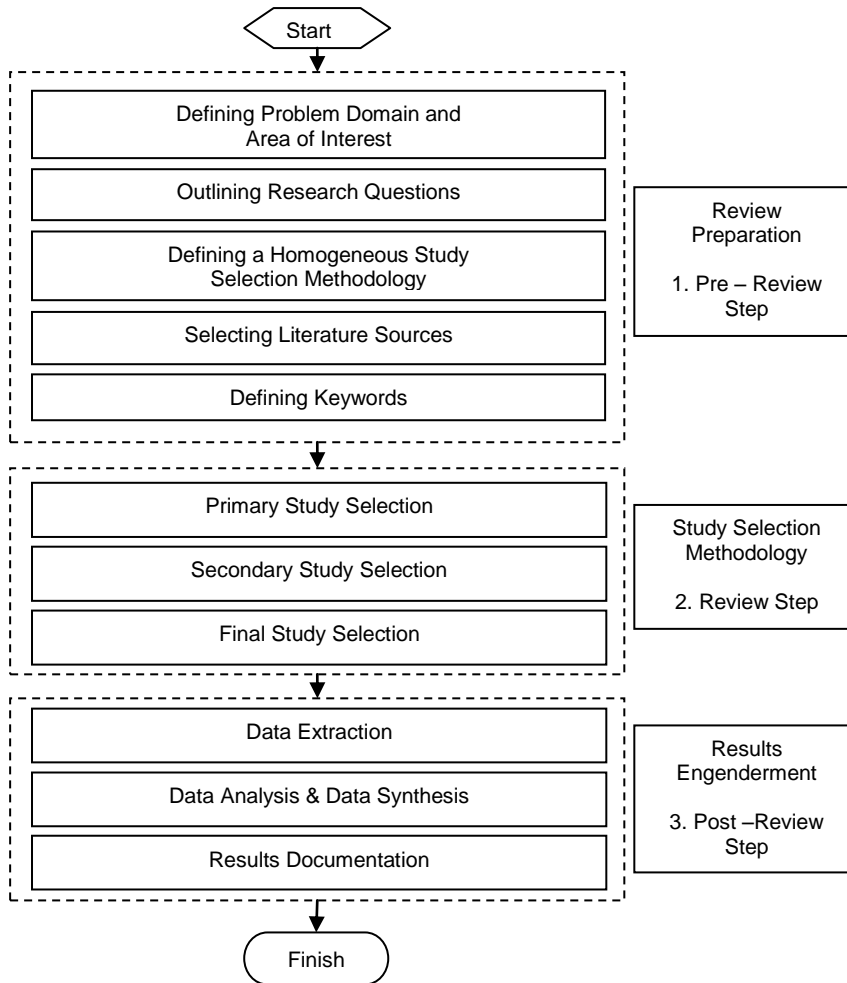 Start
Defining Problem Domain and
Area of Interest
Outlining Research Questions
Defining a Homogeneous Study
Selection Methodology
Selecting Literature Sources
Defining Keywords
Review
Preparation
1. Pre – Review
Step
Primary Study Selection
Secondary Study Selection
Final Study Selection
Study Selection
Methodology
2. Review Step
Data Extraction
Data Analysis & Data Synthesis
Results Documentation
Results
Engenderment
3. Post –Review
Step
Finish